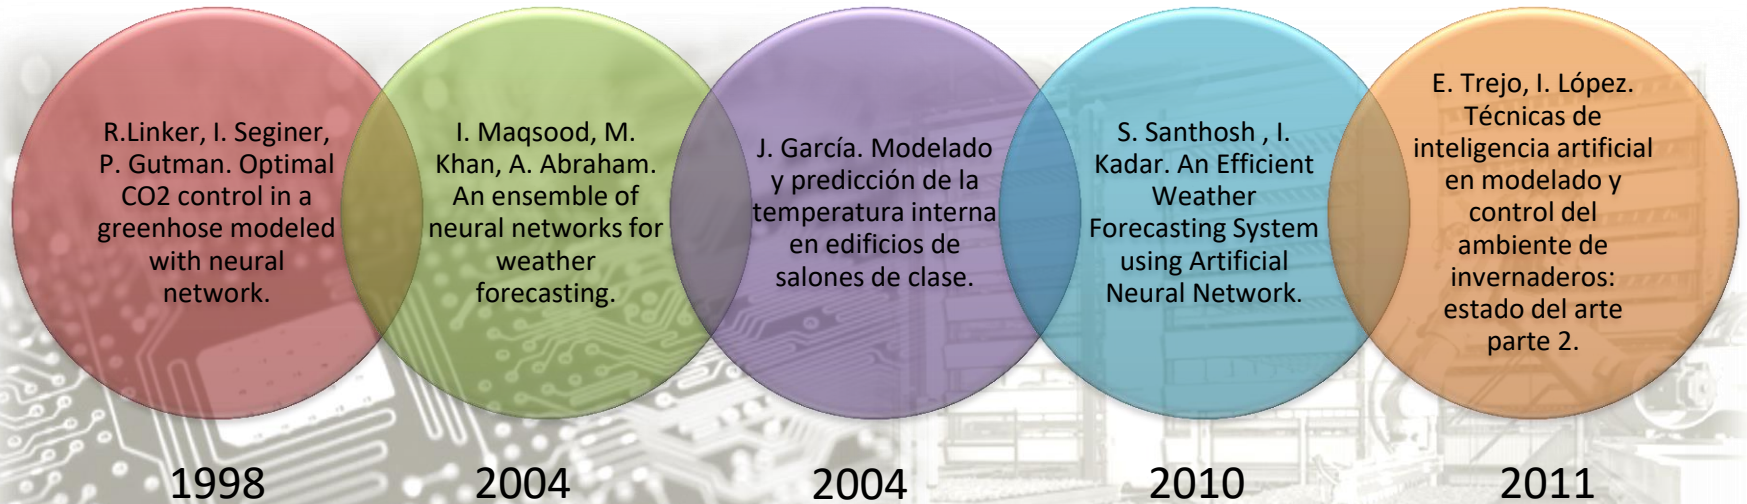 R.Linker, I. Seginer,
P. Gutman. Optimal
CO2 control in a
greenhose modeled
with neural
network.
I. Maqsood, M.
Khan, A. Abraham.
An ensemble of
neural networks for
weather
forecasting.
J. García. Modelado
y predicción de la
temperatura interna
en edificios de
salones de clase.
S. Santhosh , I.
Kadar. An Efficient
Weather
Forecasting System
using Artificial
Neural Network.
E. Trejo, I. López.
Técnicas de
inteligencia artificial
en modelado y
control del
ambiente de
invernaderos:
estado del arte
parte 2.
1998
2004
2004
2010
2011